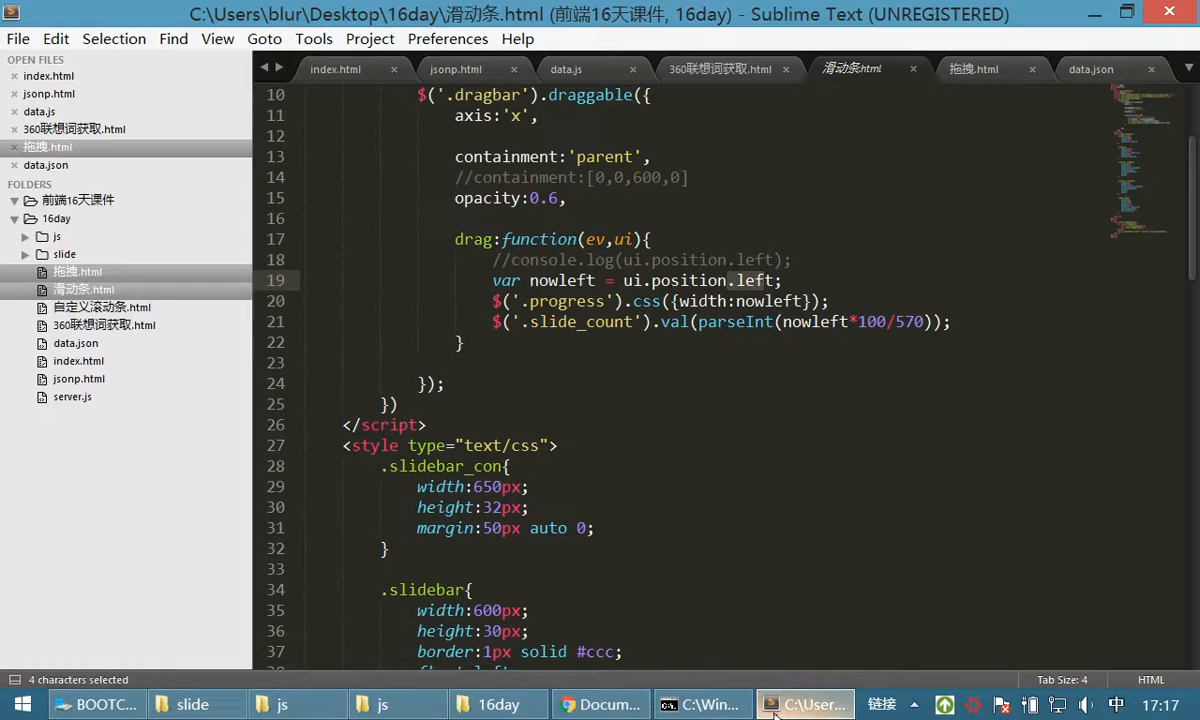 C:\Users\blur\Desktop\16day\滑动条.html (前端16天课件, 16day) - Sublime Text (UNREGISTERED)
File Edit Selection Find View Goto Tools Project Preferences Help
OPEN FILES
index.html
jsonp.html
data.js
360联想词获取.html
拖拽.html
data.json
FOLDERS
前端16天课件
16day
js
slide
拖拽.html
滑动条.html
自定义滚动条.html
360联想词获取.html
data.json
index.html
jsonp.html
server.js
index.html jsonp.html data.js 360联想词获取.html 滑动条.html 拖拽.html data.json
10 $('.dragbar').draggable({
11 axis:'x',
12
13 containment:'parent',
14 //containment:[0,0,600,0]
15 opacity:0.6,
16
17 drag:function(ev,ui){
18 //console.log(ui.position.left);
19 var nowleft = ui.position.left;
20 $('.progress').css({width:nowleft});
21 $('.slide_count').val(parseInt(nowleft*100/570));
22 }
23
24 });
25 })
26 </script>
27 <style type="text/css">
28 .slidebar_con{
29 width:650px;
30 height:32px;
31 margin:50px auto 0;
32 }
33
34 .slidebar{
35 width:600px;
36 height:30px;
37 border:1px solid #ccc;
4 characters selected Tab Size: 4 HTML
BOOTC... slide js js 16day Docum... C:\Win... C:\User... 链接 中 17:17